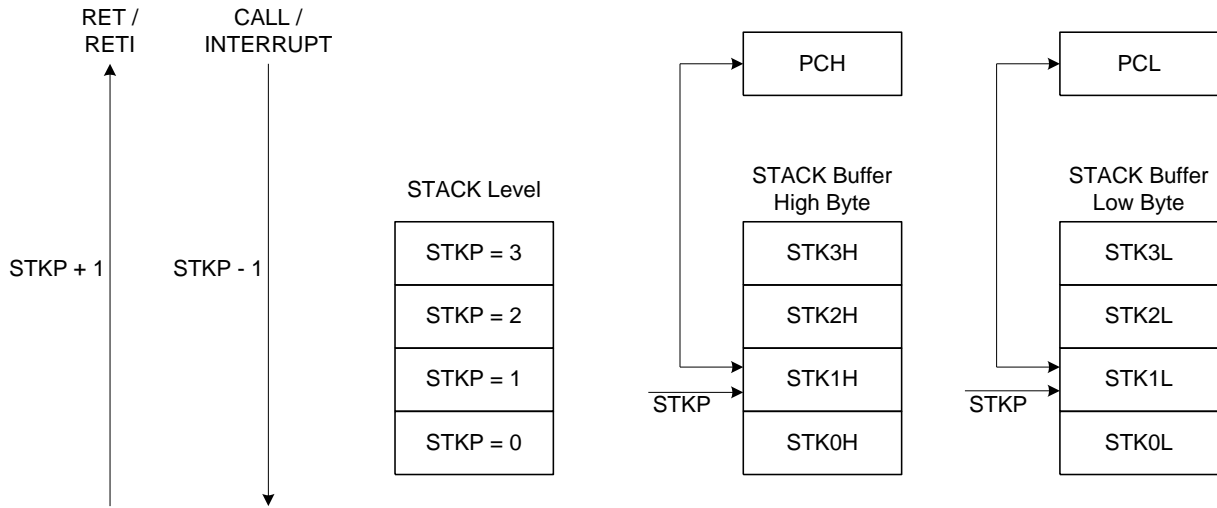 RET /
RETI
CALL /
INTERRUPT
STKP + 1
STKP - 1
STACK Level
STKP = 3
STKP = 2
STKP = 1
STKP = 0
PCH
STACK Buffer
High Byte
STK3H
STK2H
STK1H
STK0H
STKP
PCL
STACK Buffer
Low Byte
STK3L
STK2L
STK1L
STK0L
STKP